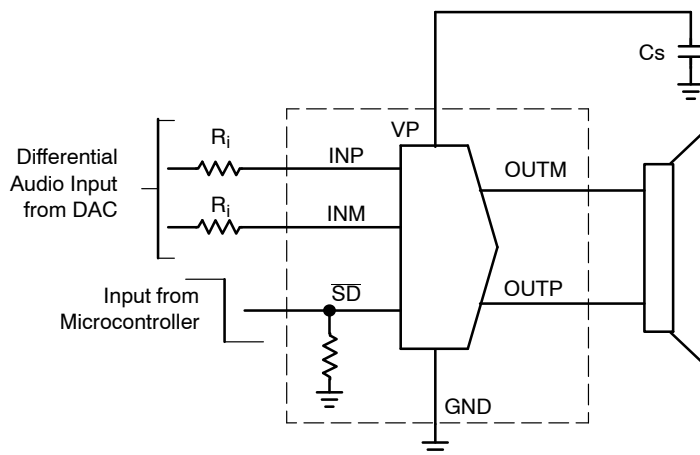 Cs
VP
Ri
INP
OUTM
Differential
Audio Input
from DAC
Ri
INM
SD
OUTP
Input from
Microcontroller
GND